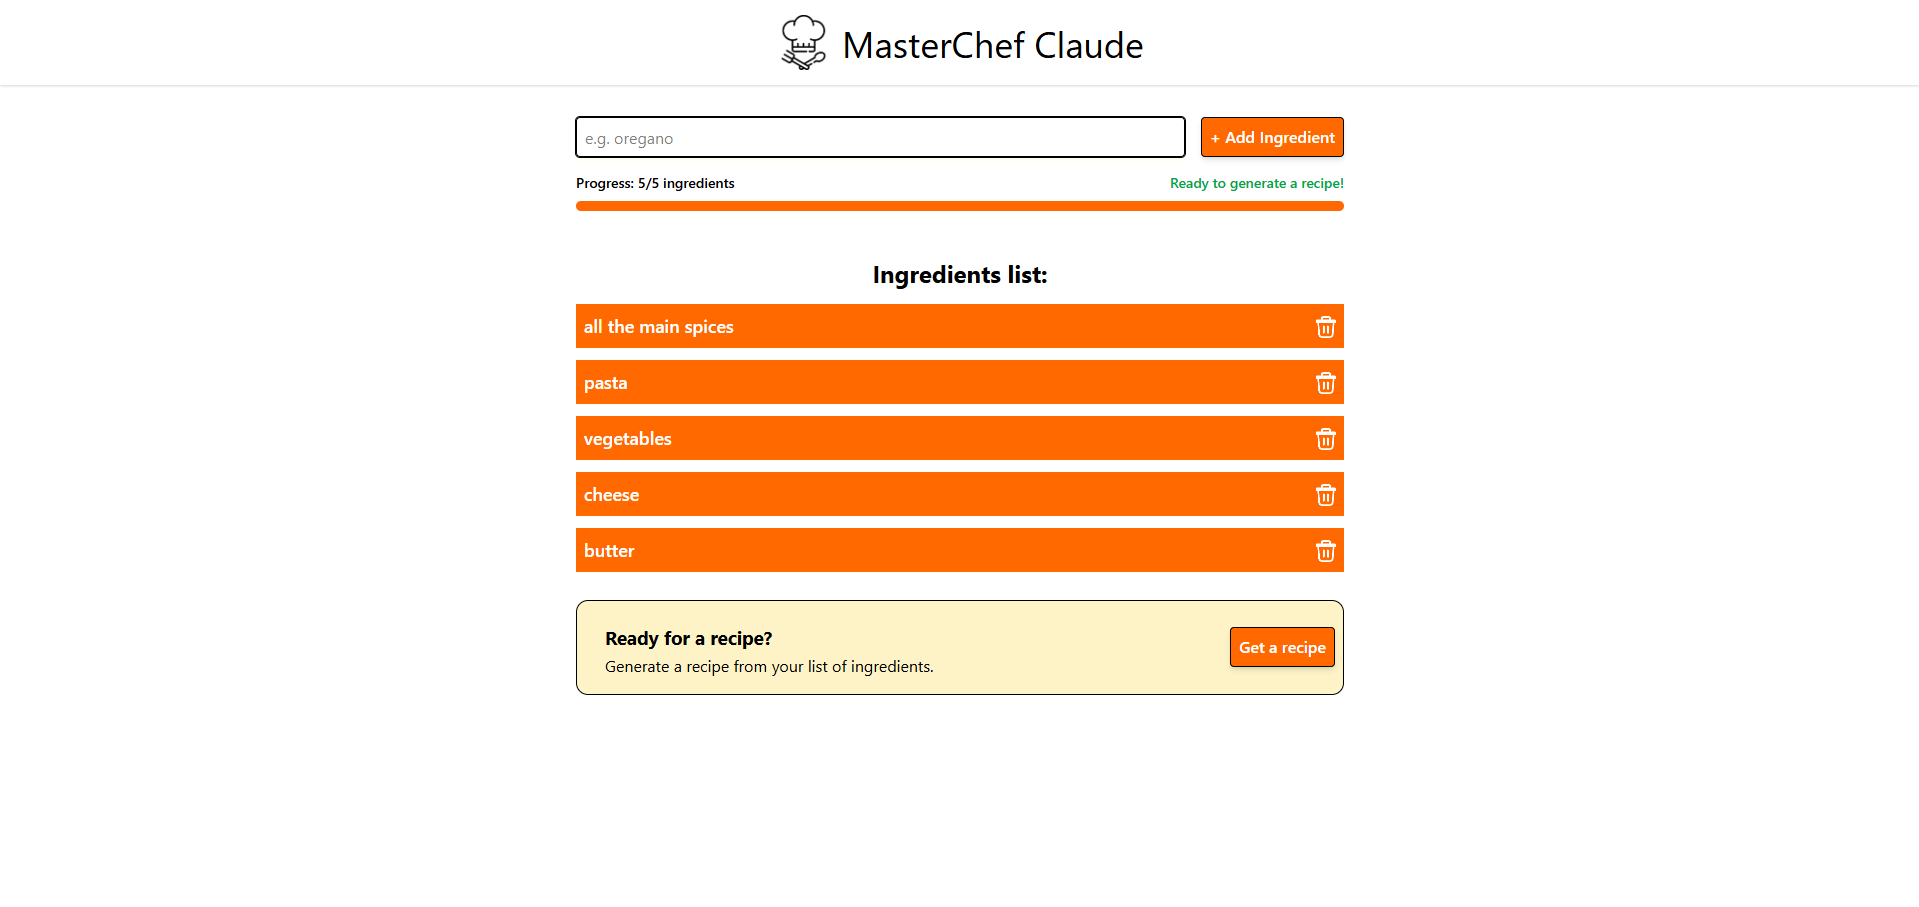 MasterChef Claude
e.g. oregano
+ Add Ingredient
Progress: 5/5 ingredients
Ready to generate a recipe!
Ingredients list:
all the main spices
pasta
vegetables
cheese
butter
Ready for a recipe?
Generate a recipe from your list of ingredients.
Get a recipe